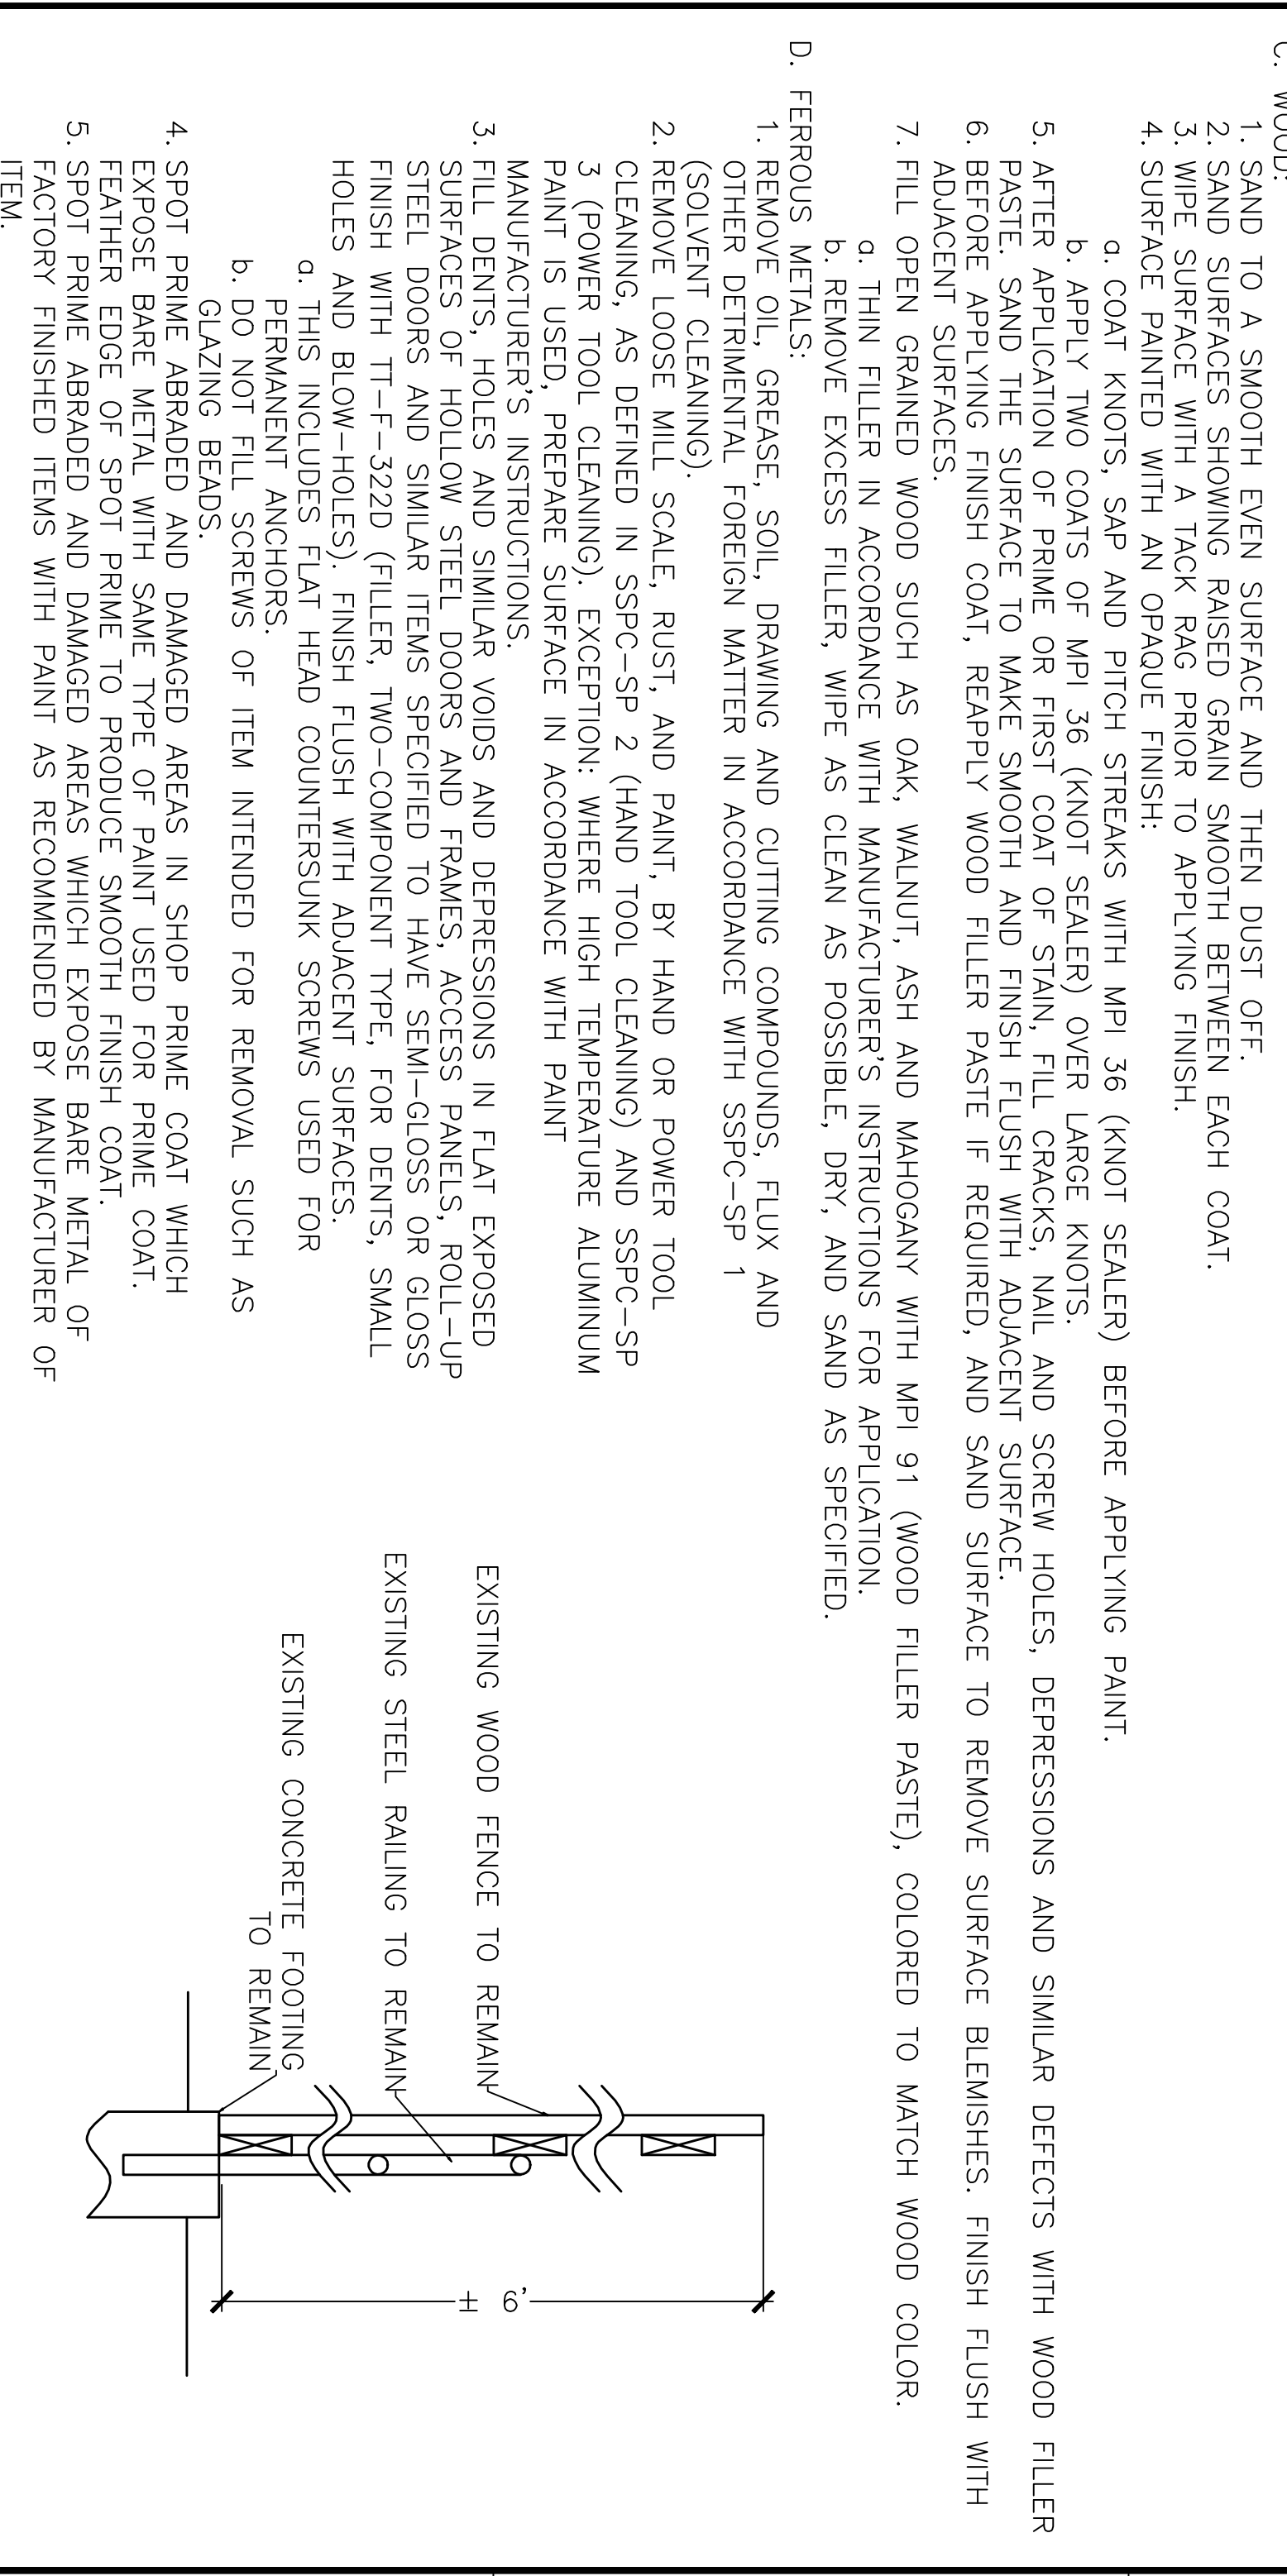 C. WOOD:
1. SAND TO A SMOOTH EVEN SURFACE AND THEN DUST OFF.
2. SAND SURFACES SHOWING RAISED GRAIN SMOOTH BETWEEN EACH COAT.
3. WIPE SURFACE WITH A TACK RAG PRIOR TO APPLYING FINISH.
4. SURFACE PAINTED WITH AN OPAQUE FINISH:
a. COAT KNOTS, SAP AND PITCH STREAKS WITH MPI 36 (KNOT SEALER) BEFORE APPLYING PAINT.
b. APPLY TWO COATS OF MPI 36 (KNOT SEALER) OVER LARGE KNOTS.
5. AFTER APPLICATION OF PRIME OR FIRST COAT OF STAIN, FILL CRACKS, NAIL AND SCREW HOLES, DEPRESSIONS AND SIMILAR DEFECTS WITH WOOD FILLER
PASTE. SAND THE SURFACE TO MAKE SMOOTH AND FINISH FLUSH WITH ADJACENT SURFACE.
6. BEFORE APPLYING FINISH COAT, REAPPLY WOOD FILLER PASTE IF REQUIRED, AND SAND SURFACE TO REMOVE SURFACE BLEMISHES. FINISH FLUSH WITH
ADJACENT SURFACES.
7. FILL OPEN GRAINED WOOD SUCH AS OAK, WALNUT, ASH AND MAHOGANY WITH MPI 91 (WOOD FILLER PASTE), COLORED TO MATCH WOOD COLOR.
a. THIN FILLER IN ACCORDANCE WITH MANUFACTURER'S INSTRUCTIONS FOR APPLICATION.
b. REMOVE EXCESS FILLER, WIPE AS CLEAN AS POSSIBLE, DRY, AND SAND AS SPECIFIED.
D. FERROUS METALS:
1. REMOVE OIL, GREASE, SOIL, DRAWING AND CUTTING COMPOUNDS, FLUX AND
OTHER DETRIMENTAL FOREIGN MATTER IN ACCORDANCE WITH SSPC-SP 1
(SOLVENT CLEANING).
2. REMOVE LOOSE MILL SCALE, RUST, AND PAINT, BY HAND OR POWER TOOL
CLEANING, AS DEFINED IN SSPC-SP 2 (HAND TOOL CLEANING) AND SSPC-SP
3 (POWER TOOL CLEANING). EXCEPTION: WHERE HIGH TEMPERATURE ALUMINUM
PAINT IS USED, PREPARE SURFACE IN ACCORDANCE WITH PAINT
MANUFACTURER'S INSTRUCTIONS.
3. FILL DENTS, HOLES AND SIMILAR VOIDS AND DEPRESSIONS IN FLAT EXPOSED
SURFACES OF HOLLOW STEEL DOORS AND FRAMES, ACCESS PANELS, ROLL-UP
STEEL DOORS AND SIMILAR ITEMS SPECIFIED TO HAVE SEMI-GLOSS OR GLOSS
FINISH WITH TT-F-322D (FILLER, TWO-COMPONENT TYPE, FOR DENTS, SMALL
HOLES AND BLOW-HOLES). FINISH FLUSH WITH ADJACENT SURFACES.
a. THIS INCLUDES FLAT HEAD COUNTERSUNK SCREWS USED FOR
PERMANENT ANCHORS.
b. DO NOT FILL SCREWS OF ITEM INTENDED FOR REMOVAL SUCH AS
GLAZING BEADS.
4. SPOT PRIME ABRADED AND DAMAGED AREAS IN SHOP PRIME COAT WHICH
EXPOSE BARE METAL WITH SAME TYPE OF PAINT USED FOR PRIME COAT.
FEATHER EDGE OF SPOT PRIME TO PRODUCE SMOOTH FINISH COAT.
5. SPOT PRIME ABRADED AND DAMAGED AREAS WHICH EXPOSE BARE METAL OF
FACTORY FINISHED ITEMS WITH PAINT AS RECOMMENDED BY MANUFACTURER OF
ITEM.
EXISTING WOOD FENCE TO REMAIN
EXISTING STEEL RAILING TO REMAIN
EXISTING CONCRETE FOOTING
TO REMAIN
± 6'